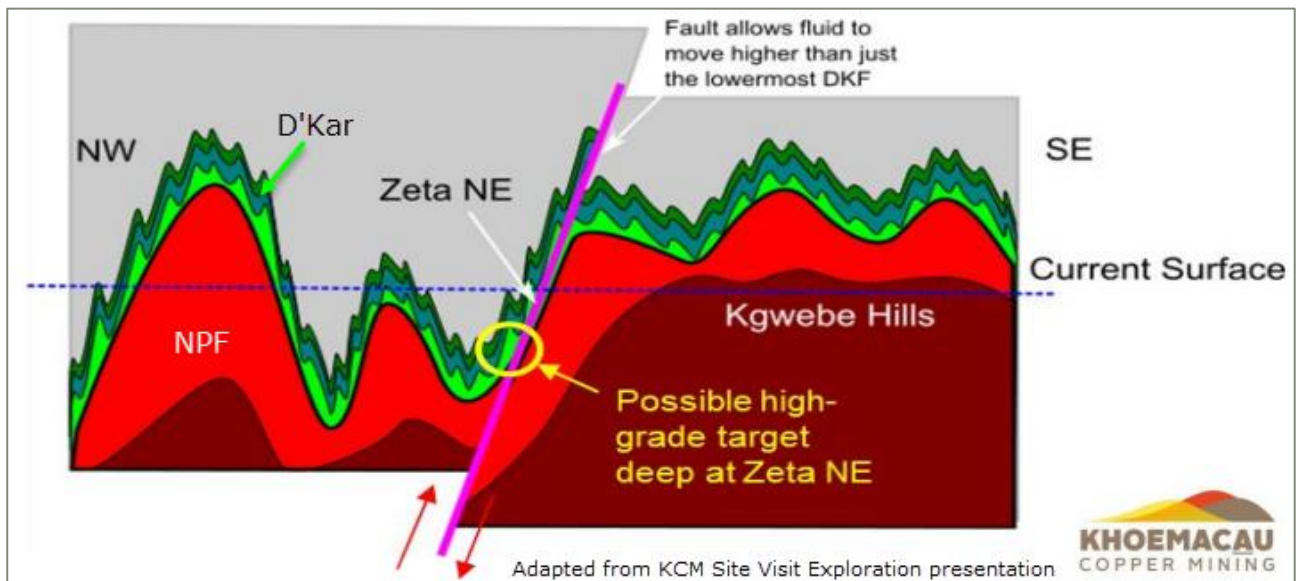 Fault allows fluid to
move higher than just
the lowermost DKF
D'Kar
NW
SE
Zeta NE
Current Surface
Kgwebe Hills
NPF
Possible high-
grade target
deep at Zeta NE
Adapted from KCM Site Visit Exploration presentation
KHOEMACAU
COPPER MINING